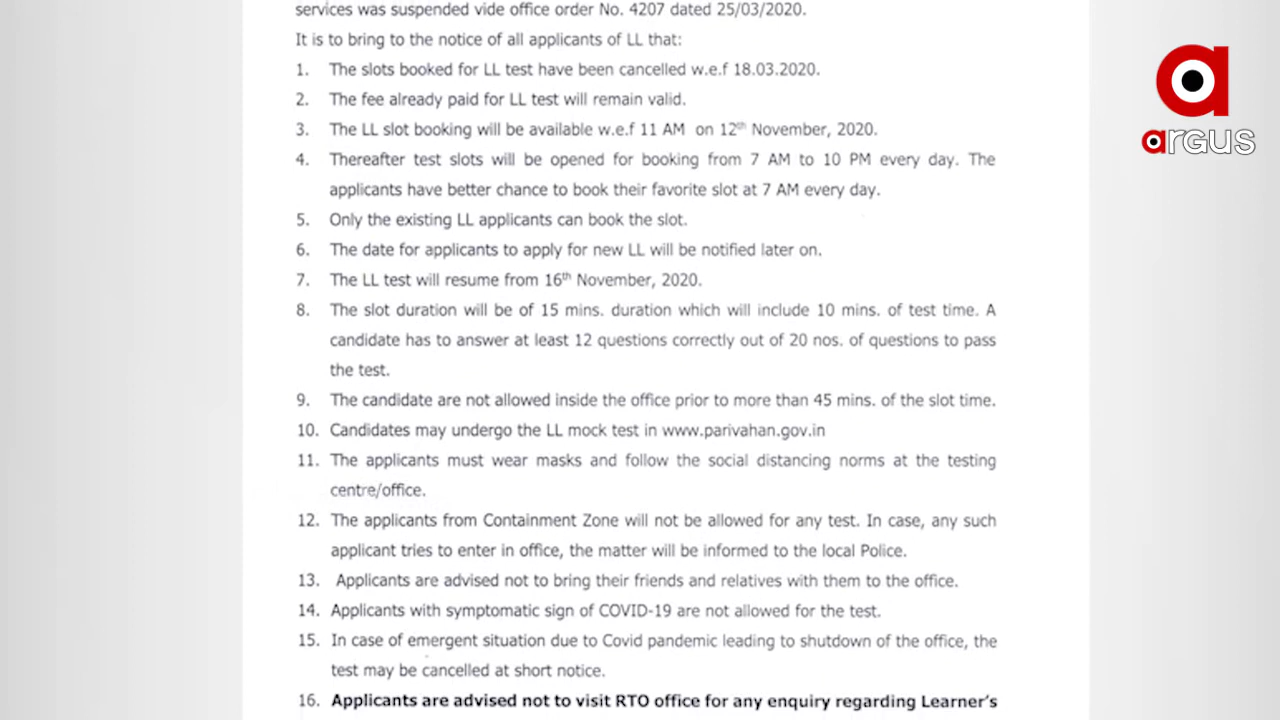 services was suspended vide office order No. 4207 dated 25/03/2020.
It is to bring to the notice of all applicants of LL that:
1. The slots booked for LL test have been cancelled w.e.f 18.03.2020.
2. The fee already paid for LL test will remain valid.
3. The LL slot booking will be available w.e.f 11 AM on 12th November, 2020.
4. Thereafter test slots will be opened for booking from 7 AM to 10 PM every day. The
applicants have better chance to book their favorite slot at 7 AM every day.
5. Only the existing LL applicants can book the slot.
6. The date for applicants to apply for new LL will be notified later on.
7. The LL test will resume from 16th November, 2020.
8. The slot duration will be of 15 mins. duration which will include 10 mins. of test time. A
candidate has to answer at least 12 questions correctly out of 20 nos. of questions to pass
the test.
9. The candidate are not allowed inside the office prior to more than 45 mins. of the slot time.
10. Candidates may undergo the LL mock test in www.parivahan.gov.in
11. The applicants must wear masks and follow the social distancing norms at the testing
centre/office.
12. The applicants from Containment Zone will not be allowed for any test. In case, any such
applicant tries to enter in office, the matter will be informed to the local Police.
13. Applicants are advised not to bring their friends and relatives with them to the office.
14. Applicants with symptomatic sign of COVID-19 are not allowed for the test.
15. In case of emergent situation due to Covid pandemic leading to shutdown of the office, the
test may be cancelled at short notice.
16. Applicants are advised not to visit RTO office for any enquiry regarding Learner's
a
argus